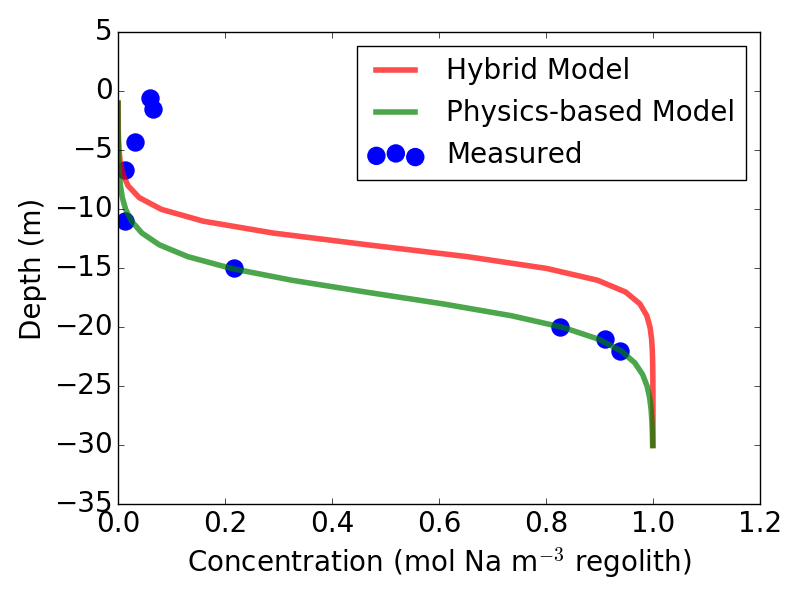 5
0
−5
−10
−15
−20
−25
−30
−35
0.0 0.2 0.4 0.6 0.8 1.0 1.2
Depth (m)
Concentration (mol Na m⁻³ regolith)
Hybrid Model
Physics-based Model
Measured